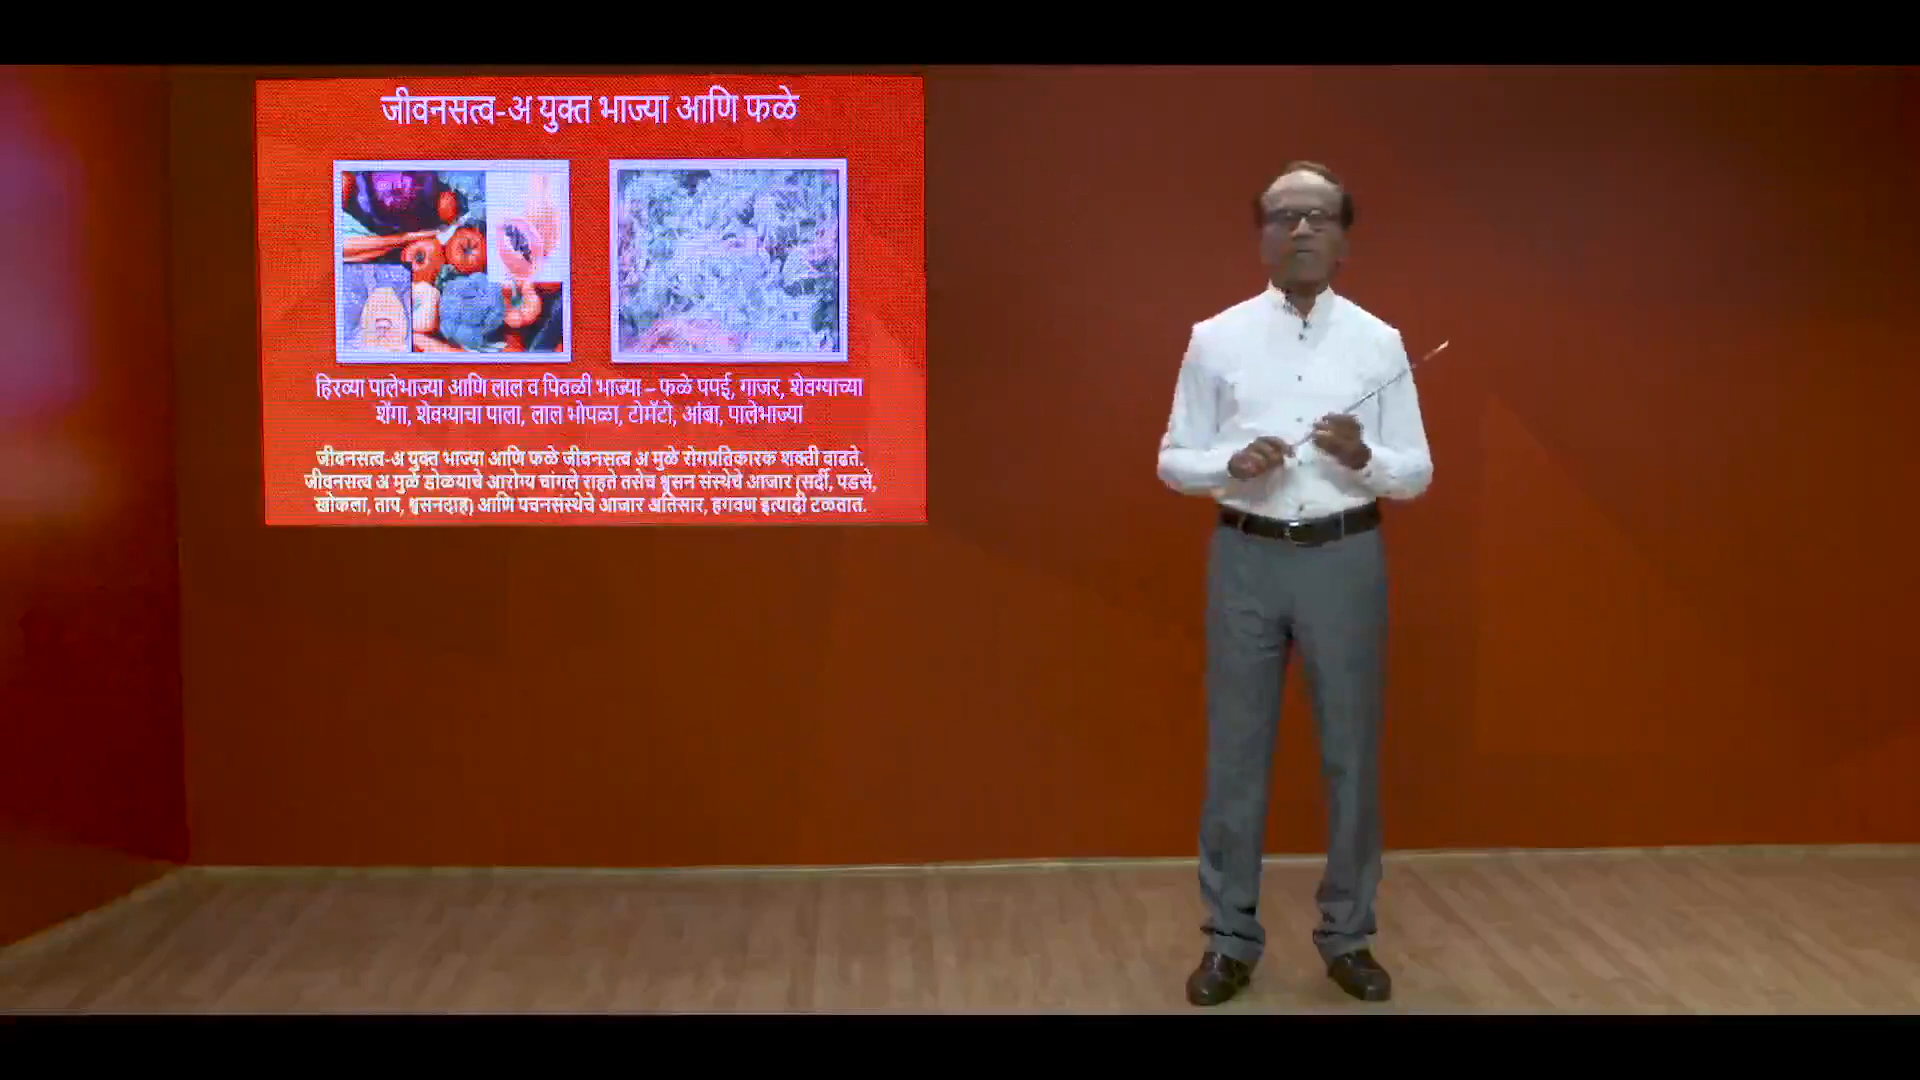 जीवनसत्व-अ युक्त भाज्या आणि फळे
हिरव्या पालेभाज्या आणि लाल व पिवळी भाज्या – फळे पपई, गाजर, शेवग्याच्या
शेंगा, शेवग्याचा पाला, लाल भोपळा, टोमॅटो, आंबा, पालेभाज्या
जीवनसत्व-अ युक्त भाज्या आणि फळे जीवनसत्व अ मुळे रोगप्रतिकारक शक्ती वाढते.
जीवनसत्व अ मुळे डोळयाचे आरोग्य चांगले राहते तसेच श्वसन संस्थेचे आजार (सर्दी, पडसे,
खोकला, ताप, श्वसनदाह) आणि पचनसंस्थेचे आजार अतिसार, हगवण इत्यादी टळतात.